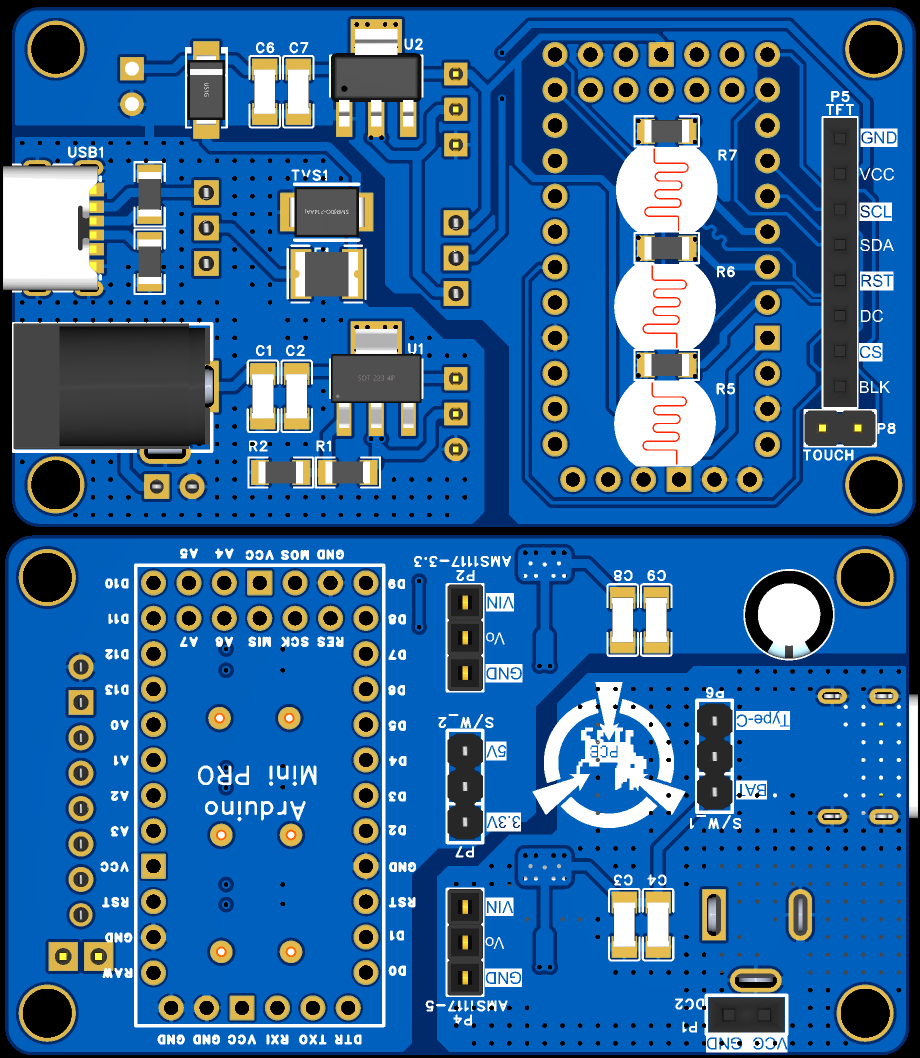 C6 C7
U2
US1G
USB1
TVS1
P5
TFT
GND
VCC
SCL
SDA
RST
DC
CS
BLK
P8
TOUCH
R7
R6
R5
C1 C2
U1
SOT 223 4P
R2 R1
A5 A4 VCC MOS GND
D10
D11
D12
D13
A0
A1
A2
A3
VCC
RST
GND
RAW
A7 A6 MIS SCK RES
D9
D8
D7
D6
D5
D4
D3
D2
GND
RST
D1
D0
Arduino
Mini PRO
GND GND VCC RXI TXO DTR
AMS1117-3.3
P2
VIN
Vo
GND
C8 C9
S/W_2
5V
3.3V
P7
PCB
P6
Type-C
BAT
S/W_1
C3 C4
VIN
Vo
GND
AMS1117-5
P4
DC2
P1
GND VCC